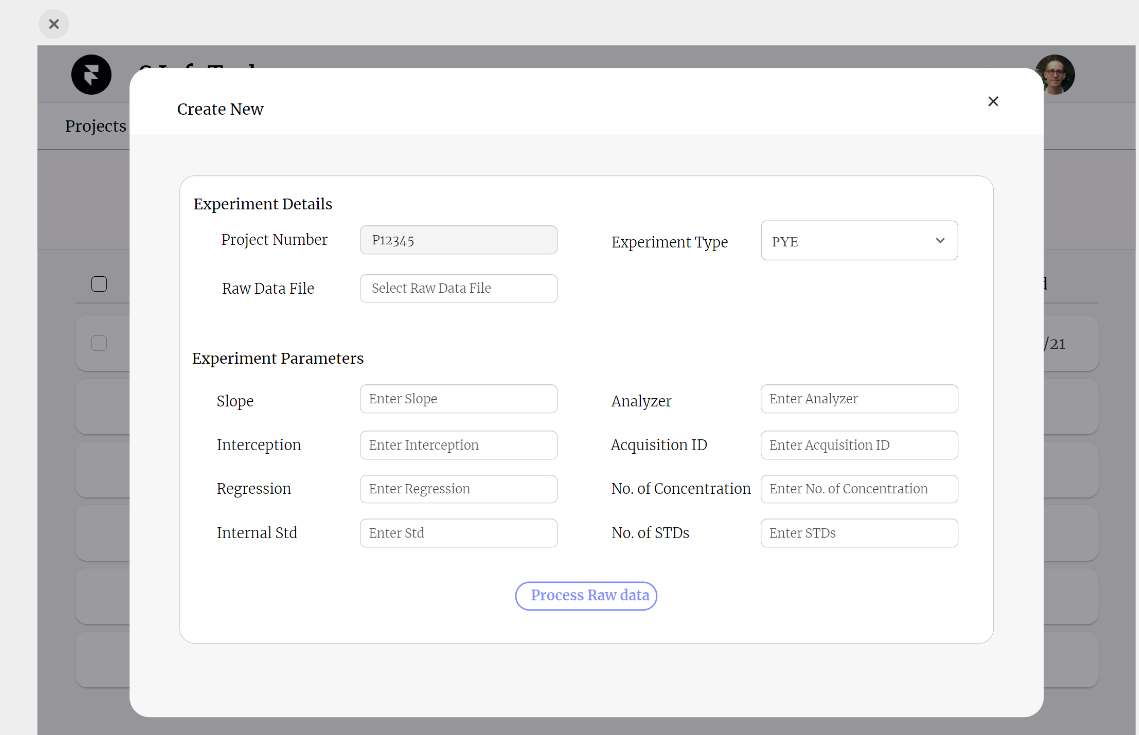 Create New
Projects
Experiment Details
Project Number P12345 Experiment Type PYE
Raw Data File Select Raw Data File
Experiment Parameters
Slope Enter Slope Analyzer Enter Analyzer
Interception Enter Interception Acquisition ID Enter Acquisition ID
Regression Enter Regression No. of Concentration Enter No. of Concentration
Internal Std Enter Std No. of STDs Enter STDs
/21
Process Raw data